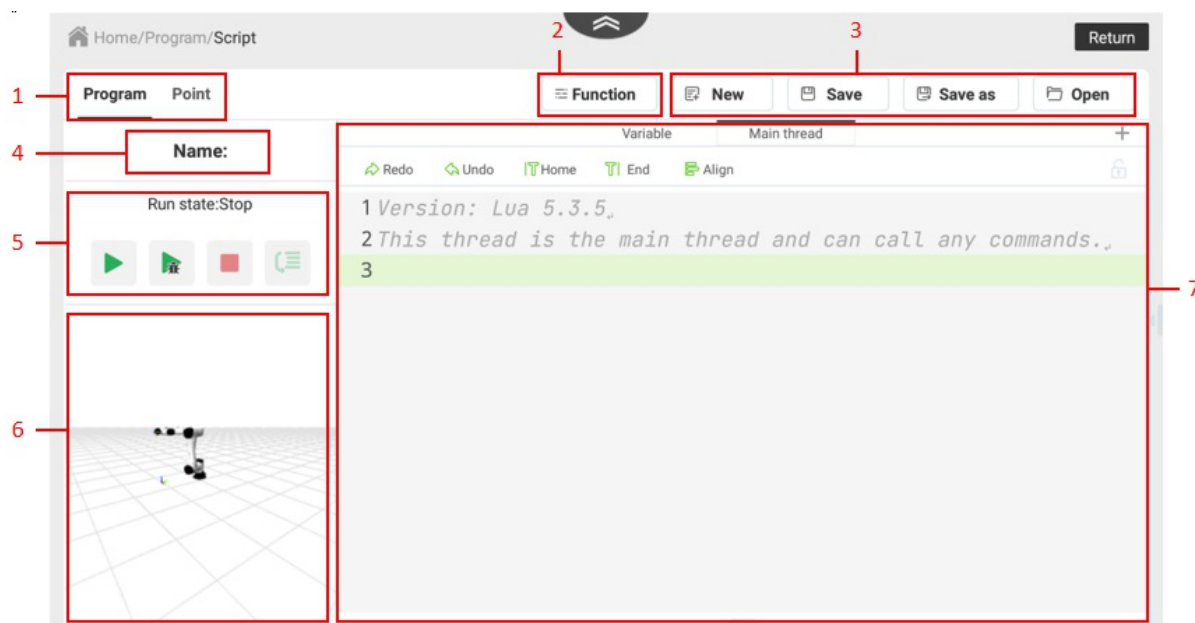 Home/Program/Script
2
3
Return
1
Program Point
Function
New Save Save as Open
4
Name:
Variable Main thread +
Redo Undo Home End Align
5
Run state:Stop
1 Version: Lua 5.3.5
2 This thread is the main thread and can call any commands.
3
7
6